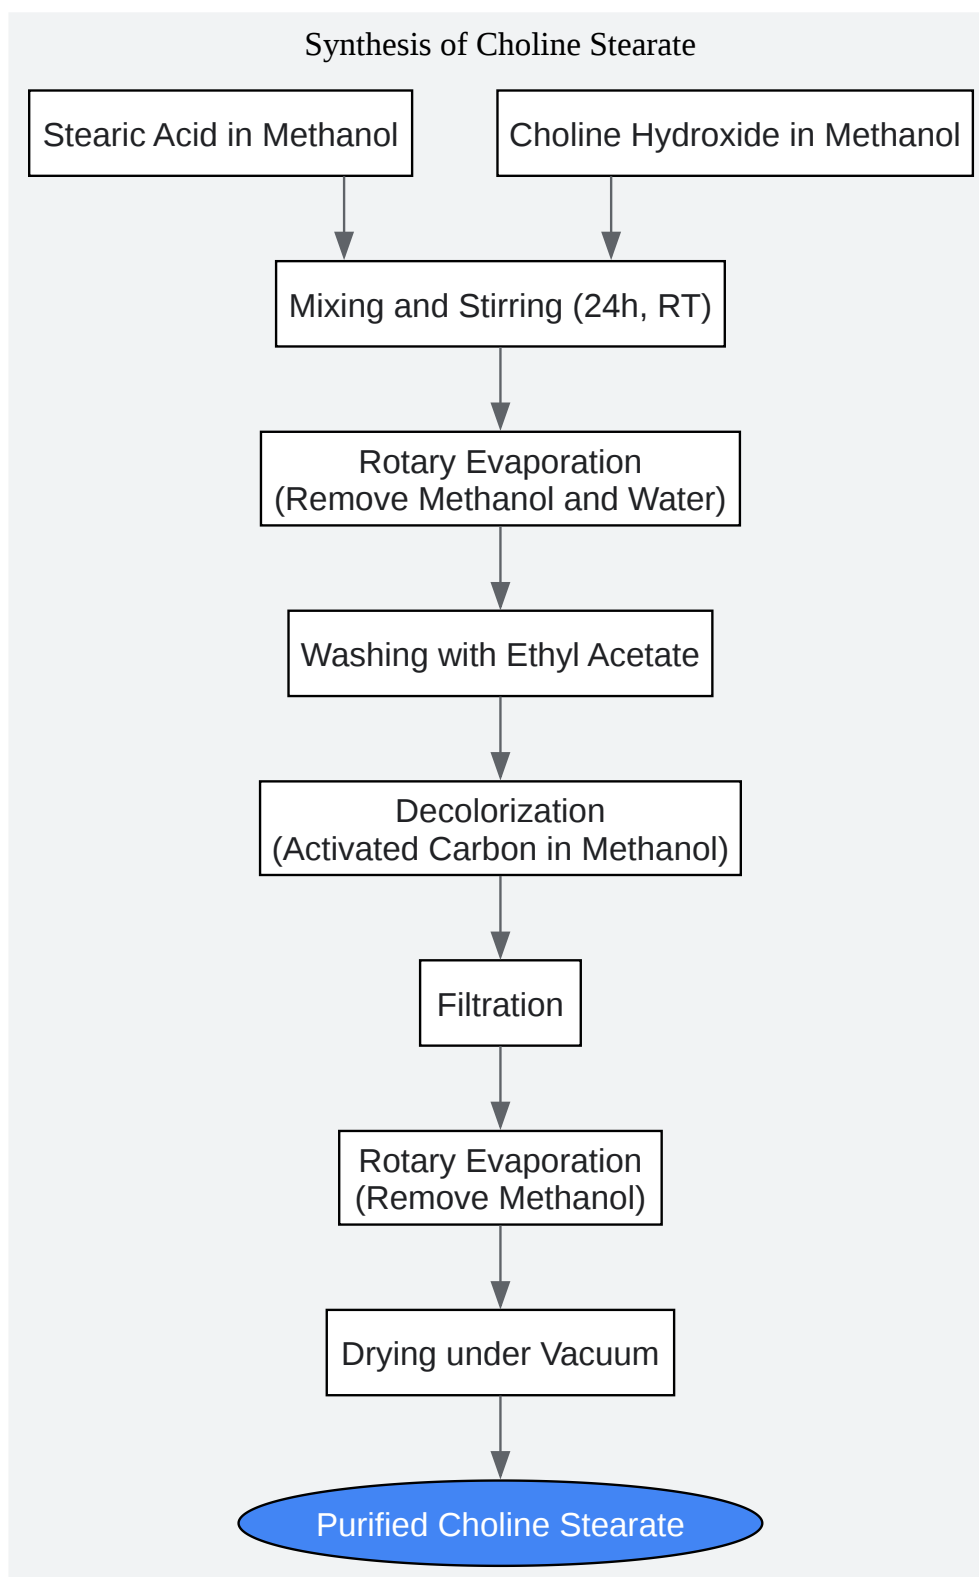 Synthesis of Choline Stearate
Stearic Acid in Methanol
Choline Hydroxide in Methanol
Mixing and Stirring (24h, RT)
Rotary Evaporation
(Remove Methanol and Water)
Washing with Ethyl Acetate
Decolorization
(Activated Carbon in Methanol)
Filtration
Rotary Evaporation
(Remove Methanol)
Drying under Vacuum
Purified Choline Stearate